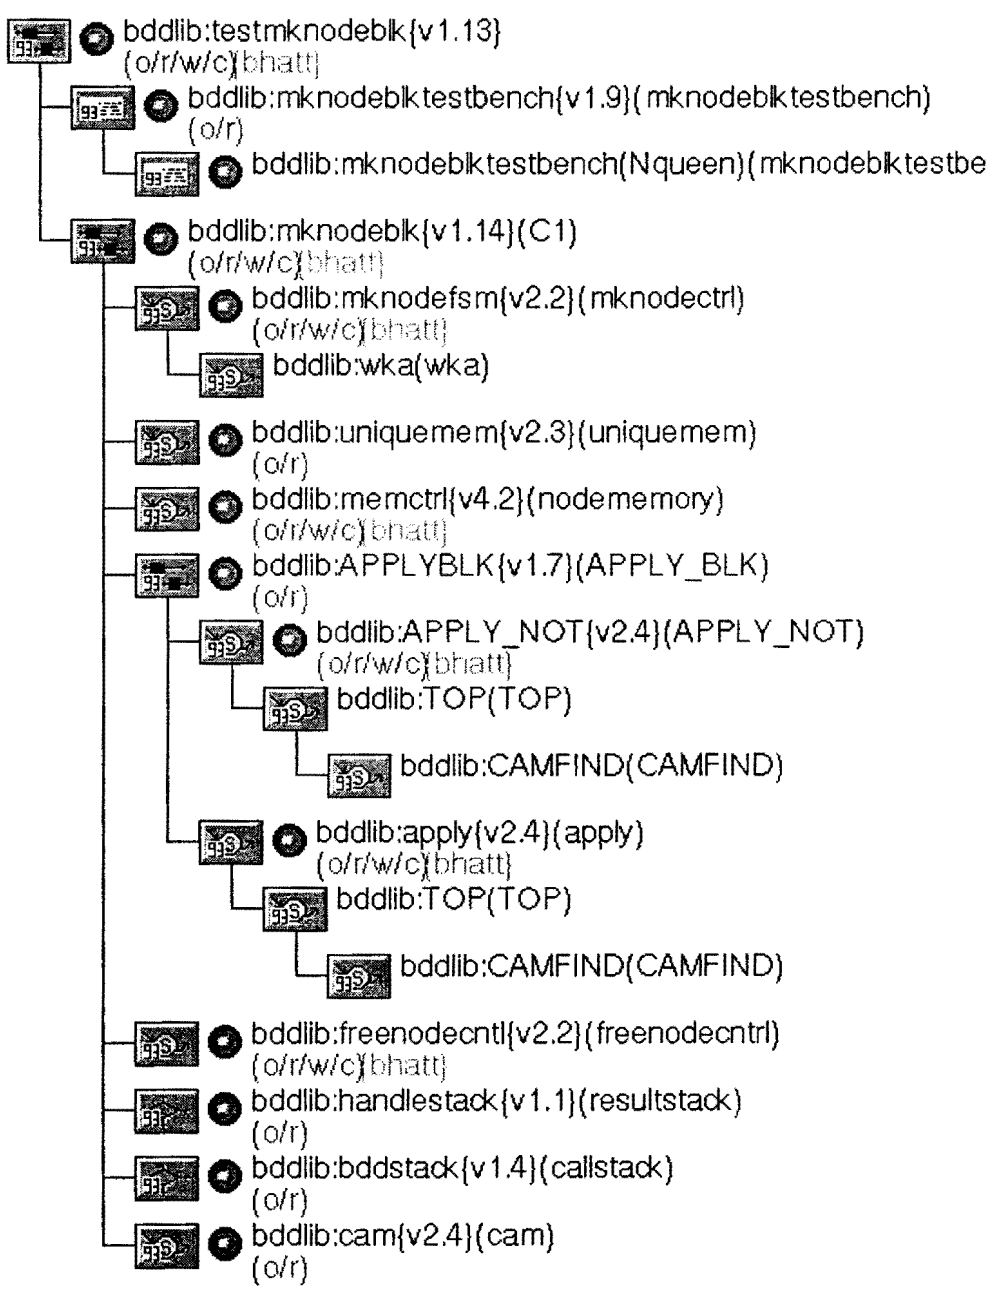 bddlib:testmknodeblk{v1.13}
(o/r/w/c){bhatt}
bddlib:mknodeblktestbench{v1.9}(mknodeblktestbench)
(o/r)
bddlib:mknodeblktestbench(Nqueen)(mknodeblktestbe
bddlib:mknodeblk{v1.14}(C1)
(o/r/w/c){bhatt}
bddlib:mknodefsm{v2.2}(mknodectrl)
(o/r/w/c){bhatt}
bddlib:wka(wka)
bddlib:uniquemem{v2.3}(uniquemem)
(o/r)
bddlib:memctrl{v4.2}(nodememory)
(o/r/w/c){bhatt}
bddlib:APPLYBLK{v1.7}(APPLY_BLK)
(o/r)
bddlib:APPLY_NOT{v2.4}(APPLY_NOT)
(o/r/w/c){bhatt}
bddlib:TOP(TOP)
bddlib:CAMFIND(CAMFIND)
bddlib:apply{v2.4}(apply)
(o/r/w/c){bhatt}
bddlib:TOP(TOP)
bddlib:CAMFIND(CAMFIND)
bddlib:freenodecntl{v2.2}(freenodecntrl)
(o/r/w/c){bhatt}
bddlib:handlestack{v1.1}(resultstack)
(o/r)
bddlib:bddstack{v1.4}(callstack)
(o/r)
bddlib:cam{v2.4}(cam)
(o/r)